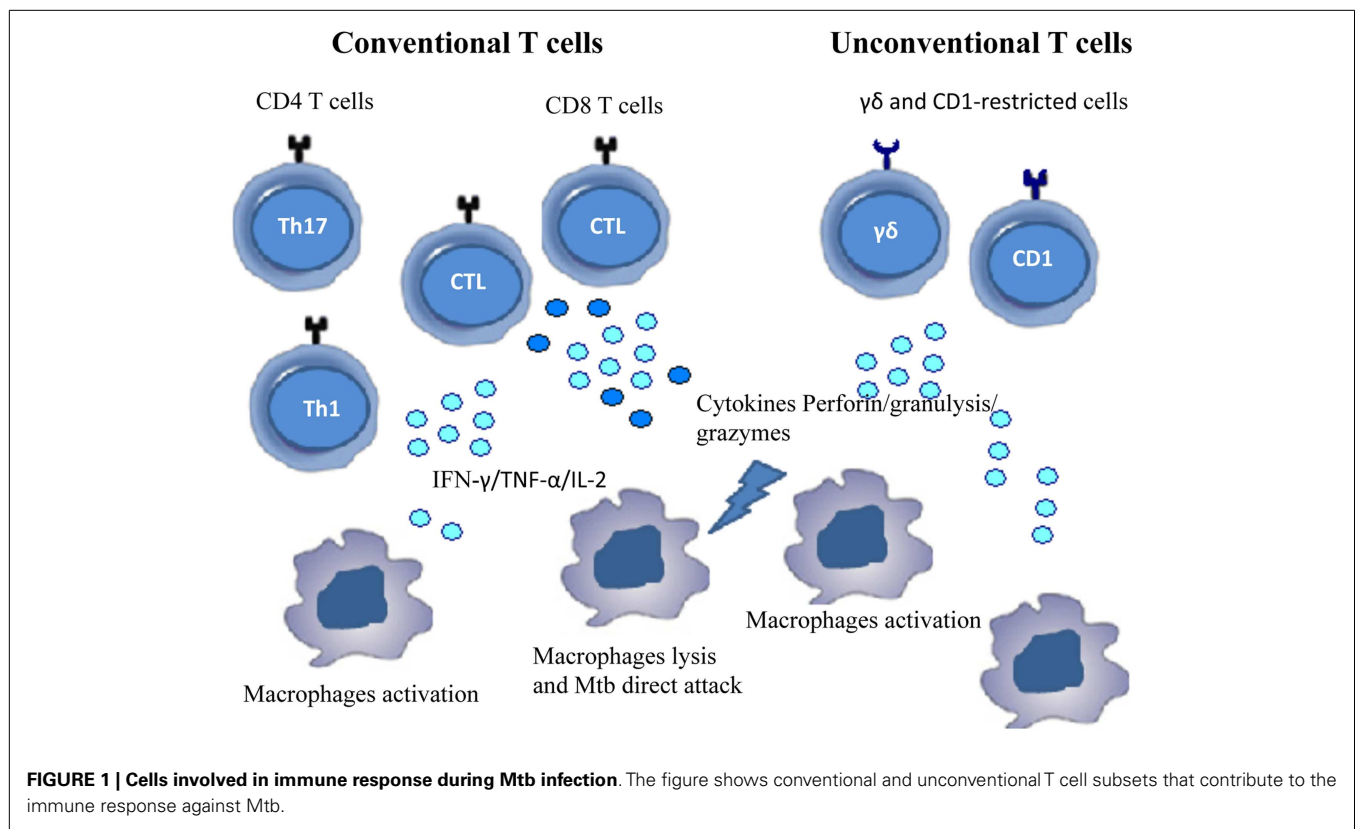 Conventional T cells
Unconventional T cells
CD4 T cells
CD8 T cells
γδ and CD1-restricted cells
Th17
CTL
CTL
γδ
CD1
Th1
Cytokines Perforin/granulysis/
grazymes
IFN-γ/TNF-α/IL-2
Macrophages activation
Macrophages lysis
and Mtb direct attack
Macrophages activation
FIGURE 1 | Cells involved in immune response during Mtb infection. The figure shows conventional and unconventional T cell subsets that contribute to the
immune response against Mtb.